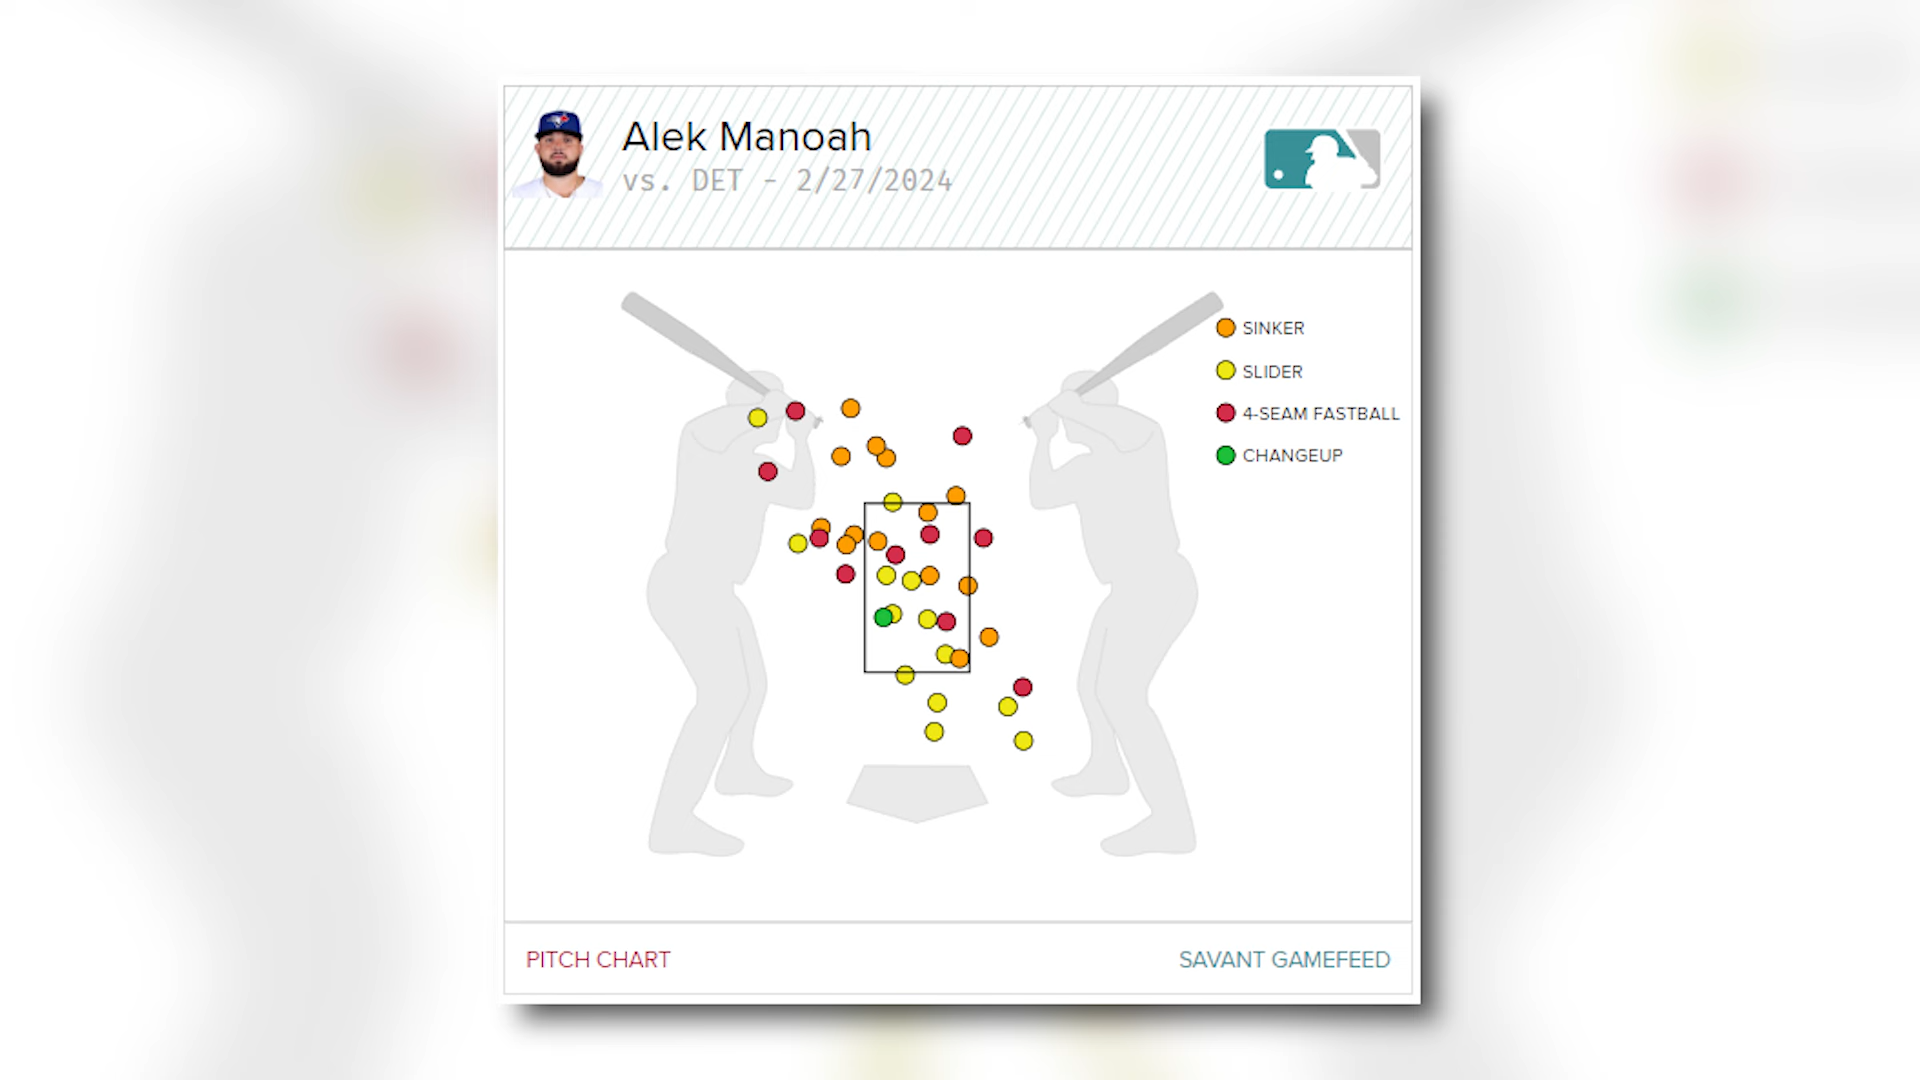 Alek Manoah
vs. DET - 2/27/2024
SINKER
SLIDER
4-SEAM FASTBALL
CHANGEUP
PITCH CHART
SAVANT GAMEFEED